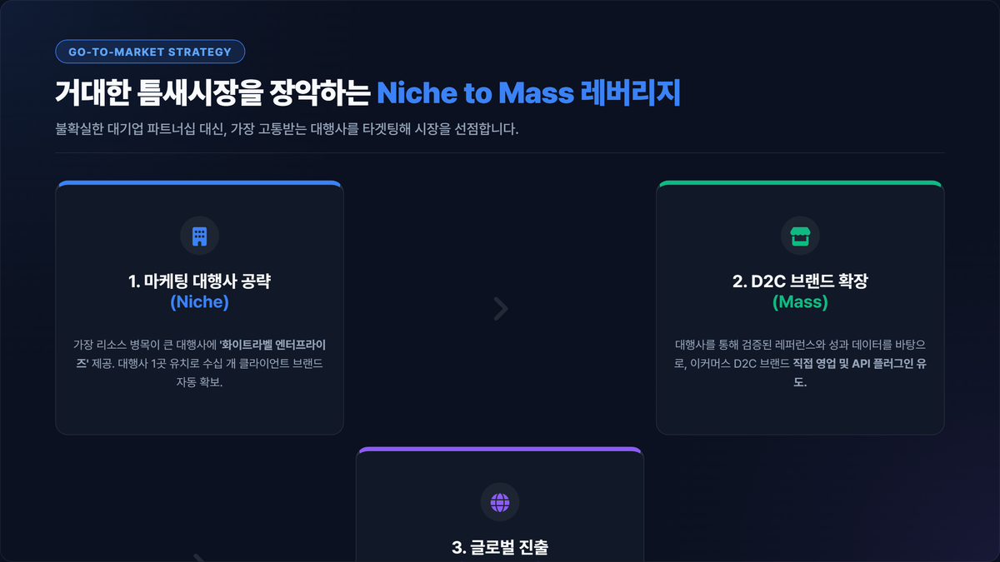 GO-TO-MARKET STRATEGY
거대한 틈새시장을 장악하는 Niche to Mass 레버리지
불확실한 대기업 파트너십 대신, 가장 고통받는 대행사를 타겟팅해 시장을 선점합니다.
1. 마케팅 대행사 공략
(Niche)
가장 리소스 병목이 큰 대행사에 '화이트라벨 엔터프라이
즈' 제공. 대행사 1곳 유치로 수십 개 클라이언트 브랜드
자동 확보.
2. D2C 브랜드 확장
(Mass)
대행사를 통해 검증된 레퍼런스와 성과 데이터를 바탕으
로, 이커머스 D2C 브랜드 직접 영업 및 API 플러그인 유
도.
3. 글로벌 진출